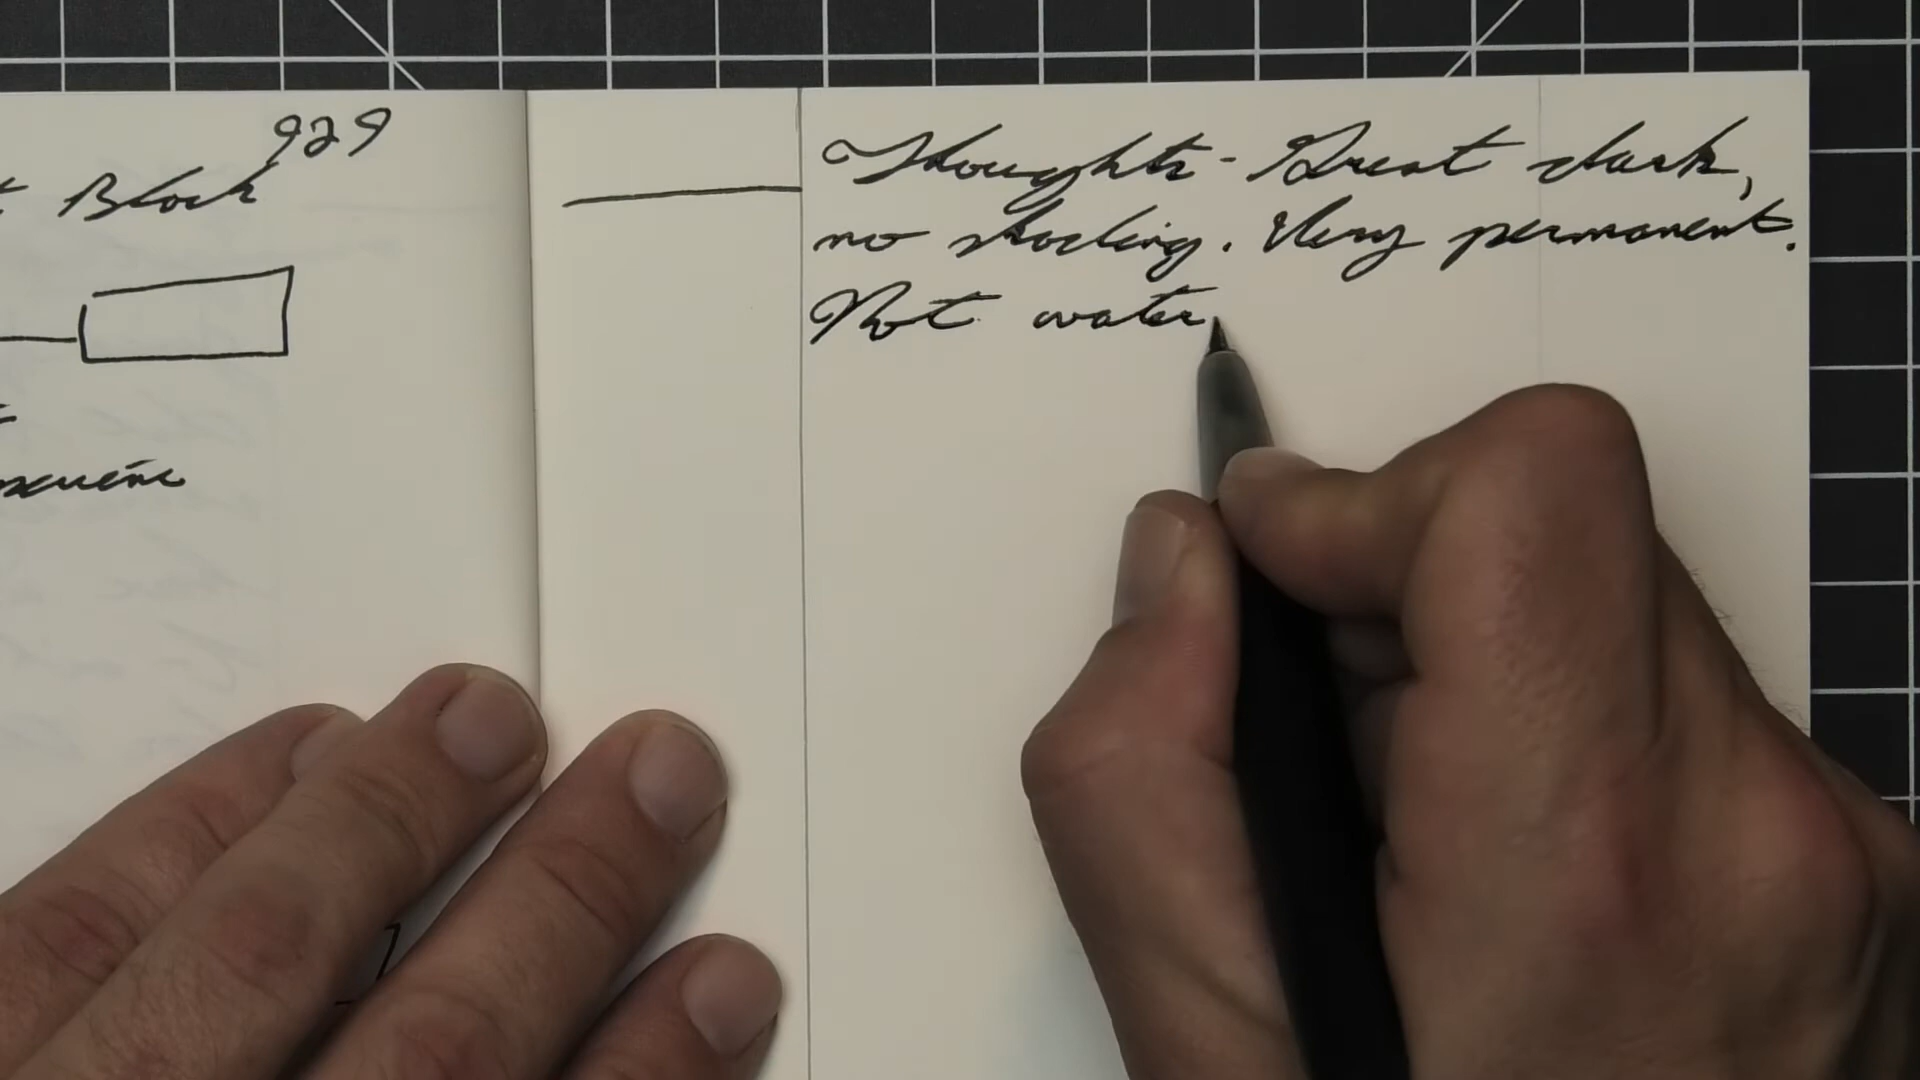 929
Block
Thoughts - Great dark,
no shading. Very permanent.
Not water